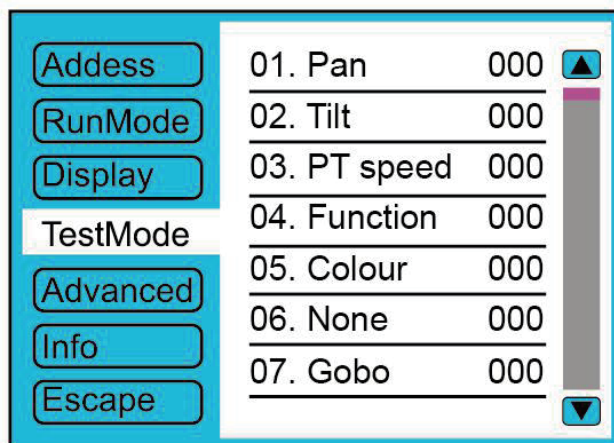 Addess
RunMode
Display
TestMode
Advanced
Info
Escape
01. Pan 000
02. Tilt 000
03. PT speed 000
04. Function 000
05. Colour 000
06. None 000
07. Gobo 000